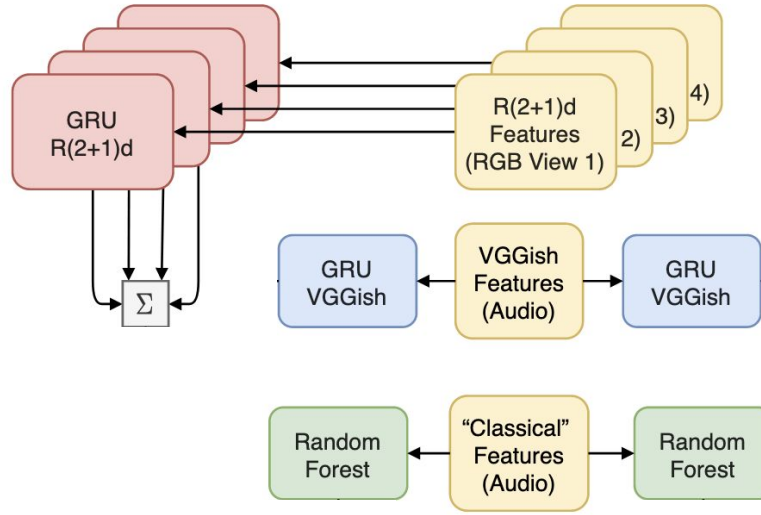 GRU
R(2+1)d
R(2+1)d
Features
(RGB View 1)
2)
3)
4)
Σ
GRU
VGGish
VGGish
Features
(Audio)
GRU
VGGish
Random
Forest
“Classical”
Features
(Audio)
Random
Forest